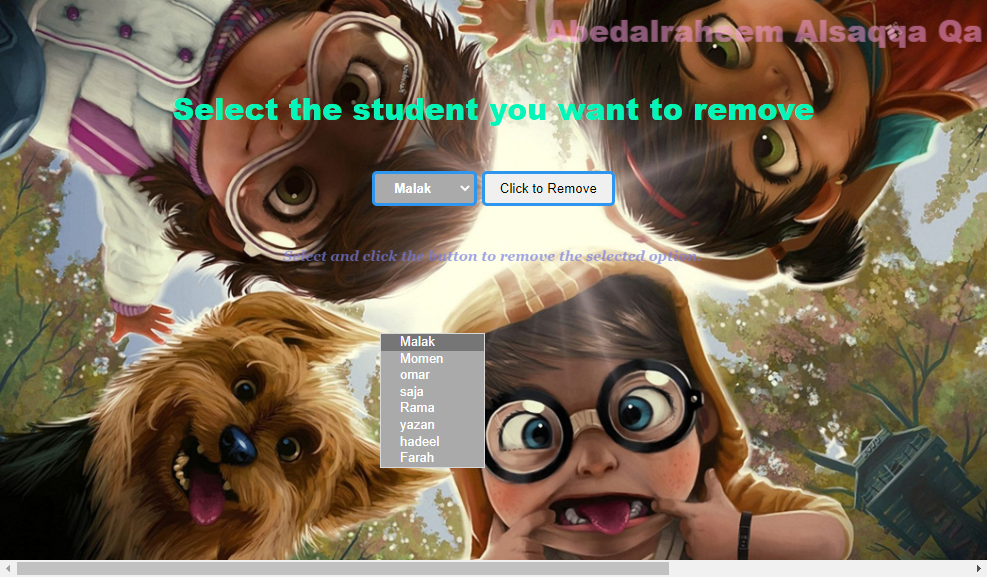 Abedalraheem Alsaqqa Qa
Select the student you want to remove
Malak
Click to Remove
Select and click the button to remove the selected option.
Malak
Momen
omar
saja
Rama
yazan
hadeel
Farah